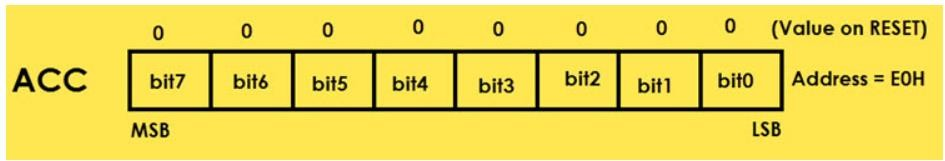 0 0 0 0 0 0 0 0 (Value on RESET)
ACC bit7 bit6 bit5 bit4 bit3 bit2 bit1 bit0 Address = E0H
MSB LSB